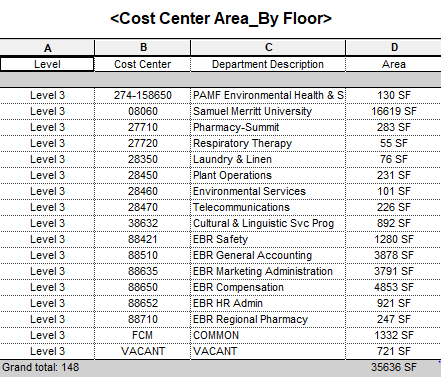 <Cost Center Area_By Floor>
A B C D
Level Cost Center Department Description Area
Level 3 274-158650 PAMF Environmental Health & S 130 SF
Level 3 08060 Samuel Merritt University 16619 SF
Level 3 27710 Pharmacy-Summit 283 SF
Level 3 27720 Respiratory Therapy 55 SF
Level 3 28350 Laundry & Linen 76 SF
Level 3 28450 Plant Operations 231 SF
Level 3 28460 Environmental Services 101 SF
Level 3 28470 Telecommunications 226 SF
Level 3 38632 Cultural & Linguistic Svc Prog 892 SF
Level 3 88421 EBR Safety 1280 SF
Level 3 88510 EBR General Accounting 3878 SF
Level 3 88635 EBR Marketing Administration 3791 SF
Level 3 88650 EBR Compensation 4853 SF
Level 3 88652 EBR HR Admin 921 SF
Level 3 88710 EBR Regional Pharmacy 247 SF
Level 3 FCM COMMON 1332 SF
Level 3 VACANT VACANT 721 SF
Grand total: 148 35636 SF